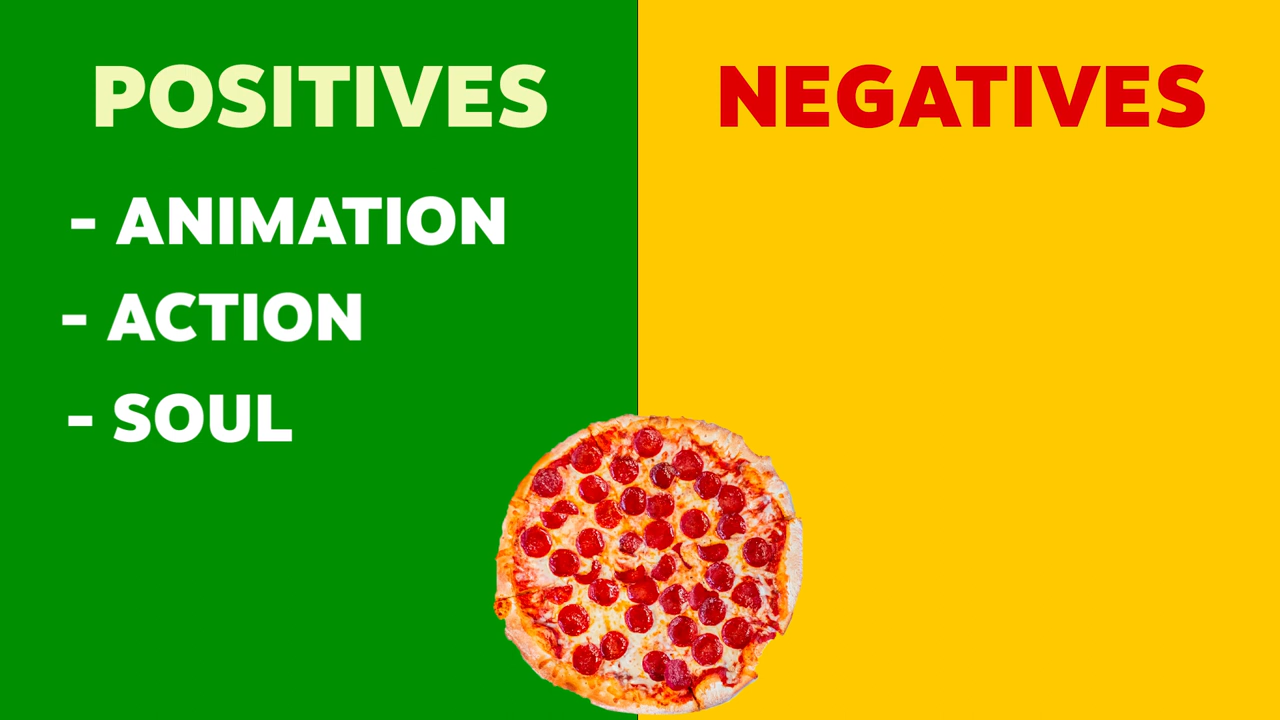 POSITIVES
- ANIMATION
- ACTION
- SOUL
NEGATIVES